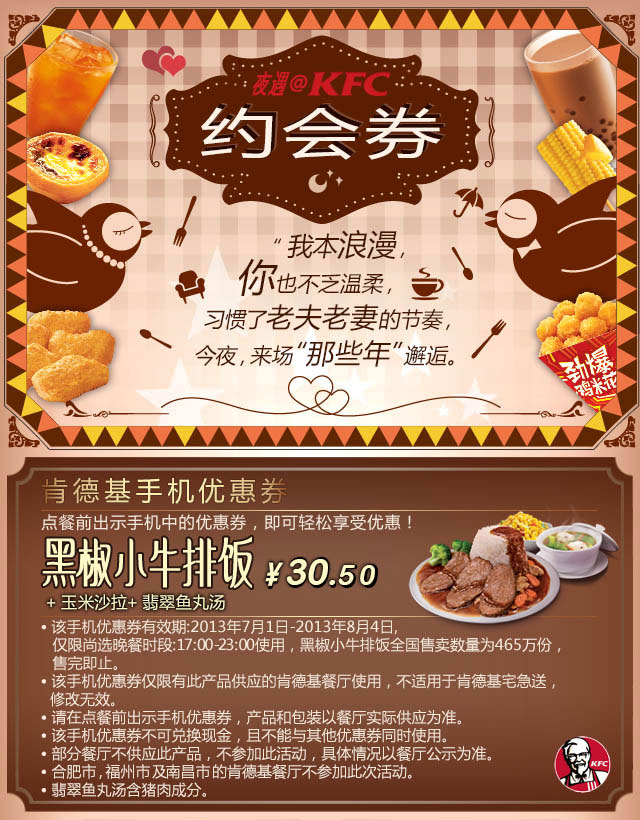 夜遇@KFC
约会券
“我本浪漫，
你也不乏温柔，
习惯了老夫老妻的节奏，
今夜，来场“那些年”邂逅。
劲爆
鸡米花
肯德基手机优惠券
点餐前出示手机中的优惠券，即可轻松享受优惠！
黑椒小牛排饭 ¥30.50
+ 玉米沙拉+ 翡翠鱼丸汤
• 该手机优惠券有效期:2013年7月1日-2013年8月4日,
仅限尚选晚餐时段:17:00-23:00使用，黑椒小牛排饭全国售卖数量为465万份，
售完即止。
• 该手机优惠券仅限有此产品供应的肯德基餐厅使用，不适用于肯德基宅急送，
修改无效。
• 请在点餐前出示手机优惠券，产品和包装以餐厅实际供应为准。
• 该手机优惠券不可兑换现金，且不能与其他优惠券同时使用。
• 部分餐厅不供应此产品，不参加此活动，具体情况以餐厅公示为准。
• 合肥市，福州市及南昌市的肯德基餐厅不参加此次活动。
• 翡翠鱼丸汤含猪肉成分。
KFC